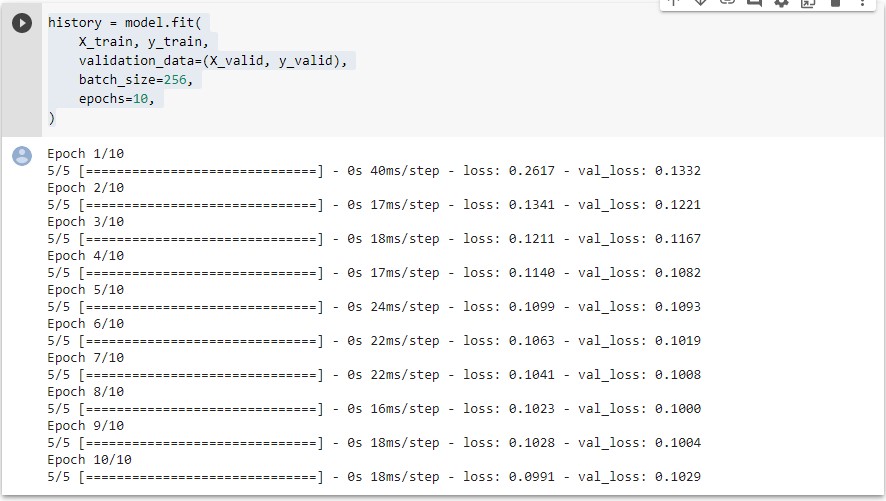 history = model.fit(
    X_train, y_train,
    validation_data=(X_valid, y_valid),
    batch_size=256,
    epochs=10,
)
Epoch 1/10
5/5 [==============================] - 0s 40ms/step - loss: 0.2617 - val_loss: 0.1332
Epoch 2/10
5/5 [==============================] - 0s 17ms/step - loss: 0.1341 - val_loss: 0.1221
Epoch 3/10
5/5 [==============================] - 0s 18ms/step - loss: 0.1211 - val_loss: 0.1167
Epoch 4/10
5/5 [==============================] - 0s 17ms/step - loss: 0.1140 - val_loss: 0.1082
Epoch 5/10
5/5 [==============================] - 0s 24ms/step - loss: 0.1099 - val_loss: 0.1093
Epoch 6/10
5/5 [==============================] - 0s 22ms/step - loss: 0.1063 - val_loss: 0.1019
Epoch 7/10
5/5 [==============================] - 0s 22ms/step - loss: 0.1041 - val_loss: 0.1008
Epoch 8/10
5/5 [==============================] - 0s 16ms/step - loss: 0.1023 - val_loss: 0.1000
Epoch 9/10
5/5 [==============================] - 0s 18ms/step - loss: 0.1028 - val_loss: 0.1004
Epoch 10/10
5/5 [==============================] - 0s 18ms/step - loss: 0.0991 - val_loss: 0.1029